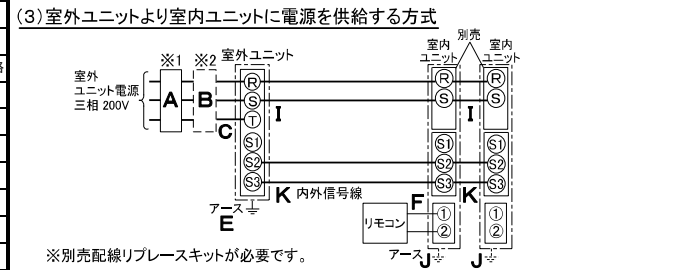 (3)室外ユニットより室内ユニットに電源を供給する方式
別売
※1 ※2 室外ユニット 室内ユニット 室内ユニット
室外ユニット電源
三相 200V
A B C
R R R
S S S
I I
T
S1 S1 S1
S2 S2 S2
S3 S3 S3
K 内外信号線 K
アース
E
F
リモコン
① ①
② ②
アース J J
※別売配線リプレースキットが必要です。